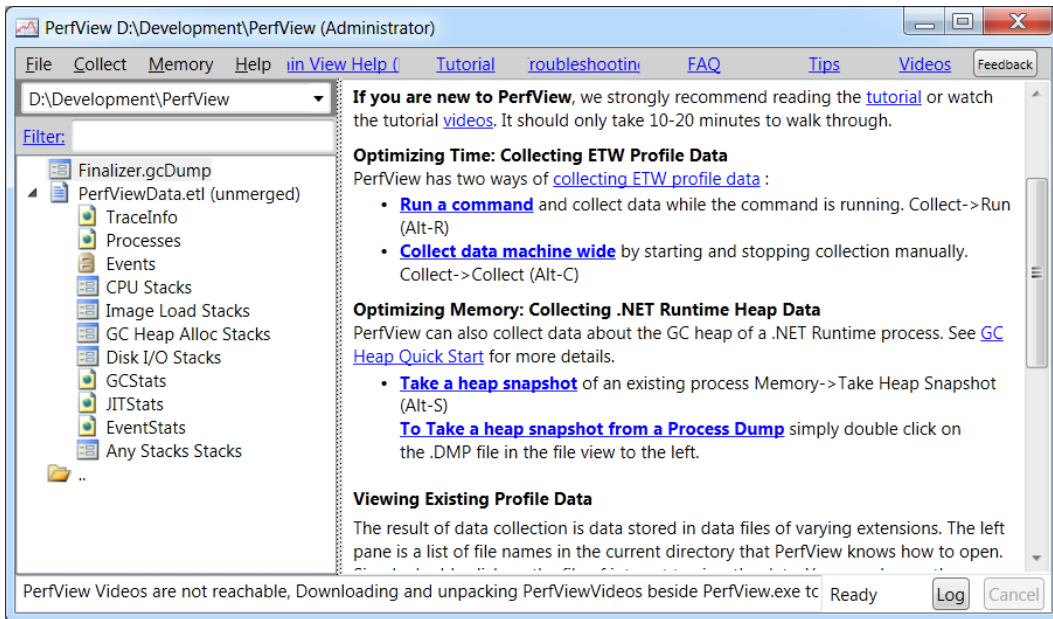 PerfView D:\Development\PerfView (Administrator)
File Collect Memory Help ain View Help ( Tutorial Troubleshooting FAQ Tips Videos Feedback
D:\Development\PerfView
Filter:
Finalizer.gcDump
PerfViewData.etl (unmerged)
TraceInfo
Processes
Events
CPU Stacks
Image Load Stacks
GC Heap Alloc Stacks
Disk I/O Stacks
GCStats
JITStats
EventStats
Any Stacks Stacks
..
If you are new to PerfView, we strongly recommend reading the tutorial or watch
the tutorial videos. It should only take 10-20 minutes to walk through.
Optimizing Time: Collecting ETW Profile Data
PerfView has two ways of collecting ETW profile data :
• Run a command and collect data while the command is running. Collect->Run
(Alt-R)
• Collect data machine wide by starting and stopping collection manually.
Collect->Collect (Alt-C)
Optimizing Memory: Collecting .NET Runtime Heap Data
PerfView can also collect data about the GC heap of a .NET Runtime process. See GC
Heap Quick Start for more details.
• Take a heap snapshot of an existing process Memory->Take Heap Snapshot
(Alt-S)
To Take a heap snapshot from a Process Dump simply double click on
the .DMP file in the file view to the left.
Viewing Existing Profile Data
The result of data collection is data stored in data files of varying extensions. The left
pane is a list of file names in the current directory that PerfView knows how to open.
PerfView Videos are not reachable, Downloading and unpacking PerfViewVideos beside PerfView.exe tc Ready Log Cancel